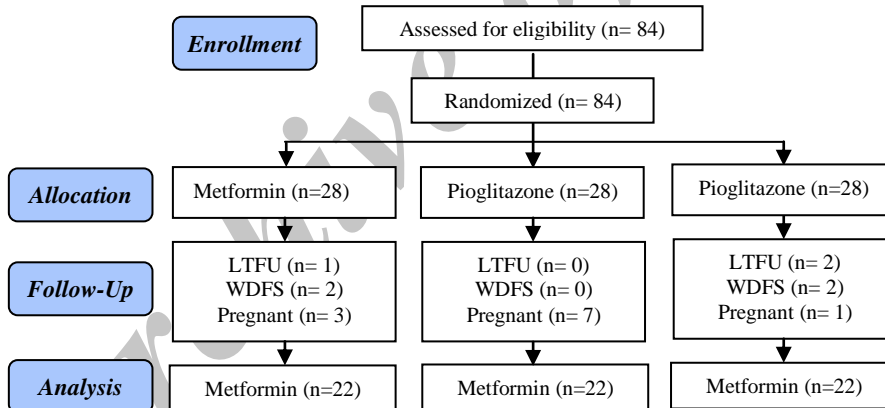 Enrollment
Assessed for eligibility (n= 84)
Randomized (n= 84)
Allocation
Metformin (n=28)
Pioglitazone (n=28)
Pioglitazone (n=28)
Follow-Up
LTFU (n= 1)
WDFS (n= 2)
Pregnant (n= 3)
LTFU (n= 0)
WDFS (n= 0)
Pregnant (n= 7)
LTFU (n= 2)
WDFS (n= 2)
Pregnant (n= 1)
Analysis
Metformin (n=22)
Metformin (n=22)
Metformin (n=22)